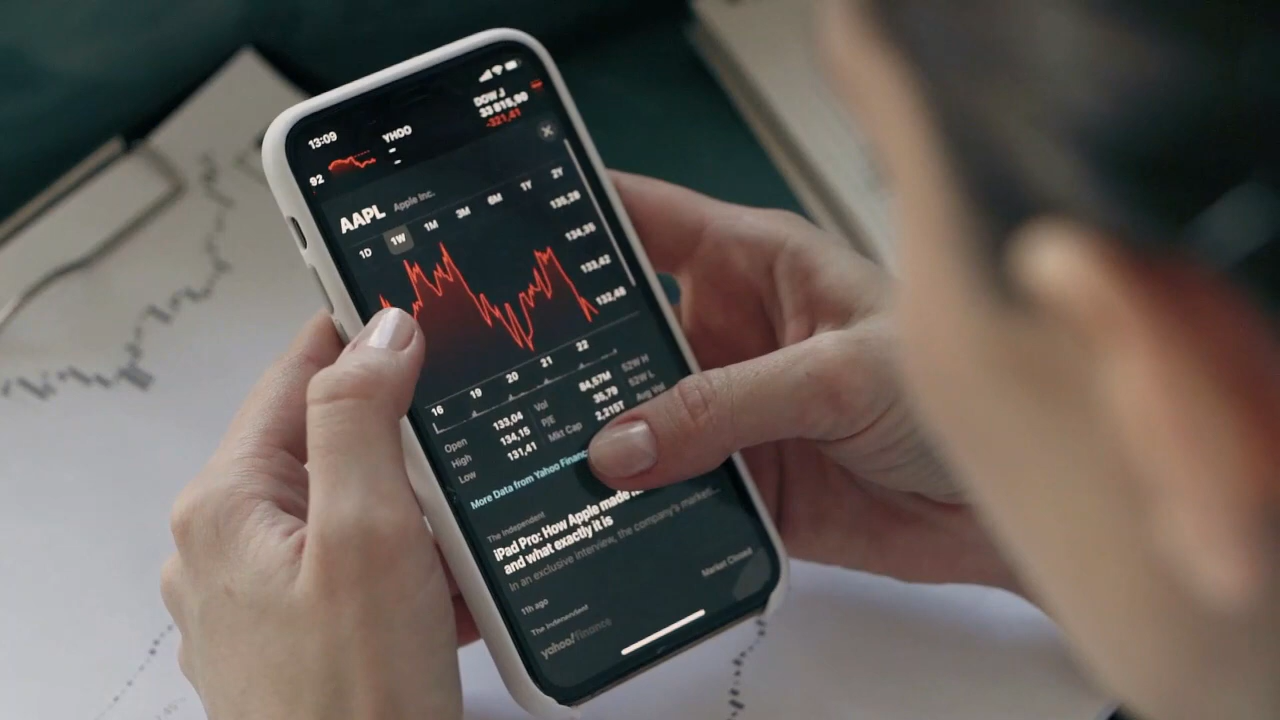 13:09
92
YHOO
-
-
DOW J
33 815,90
-321,41
AAPL Apple Inc.
1D 1W 1M 3M 6M 1Y 2Y
135,26
134,35
133,42
132,48
16 19 20 21 22
Open 133,04 Vol 84,57M 52W H
High 134,15 P/E 35,79 52W L
Low 131,41 Mkt Cap 2,215T Avg Vol
More Data from Yahoo Finance
The Independent
iPad Pro: How Apple made
and what exactly it is
In an exclusive interview, the company's marketi...
11h ago
The Independent
yahoo/finance
Market Closed